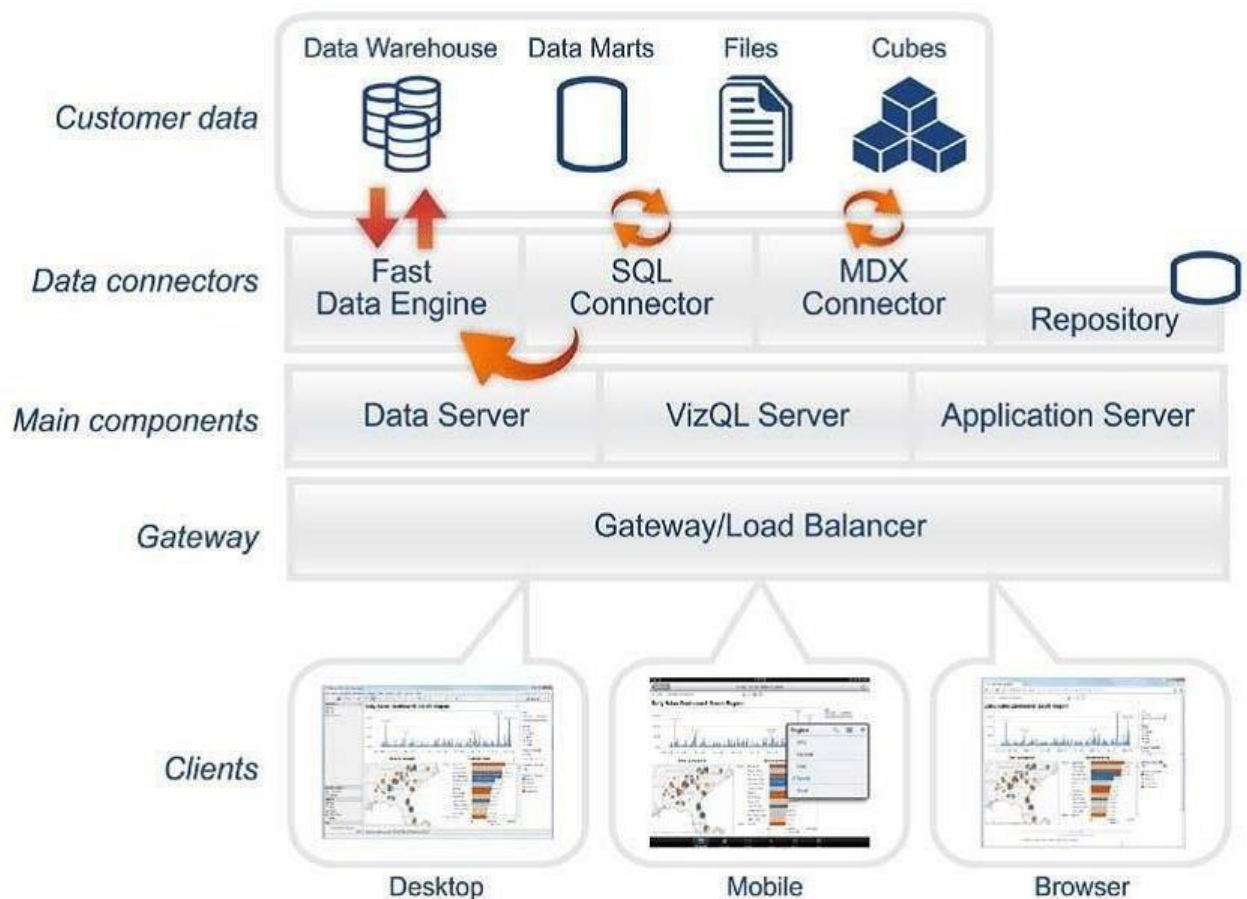 Data Warehouse
Data Marts
Files
Cubes
Customer data
Data connectors
Fast
Data Engine
SQL
Connector
MDX
Connector
Repository
Main components
Data Server
VizQL Server
Application Server
Gateway
Gateway/Load Balancer
Clients
Desktop
Mobile
Browser